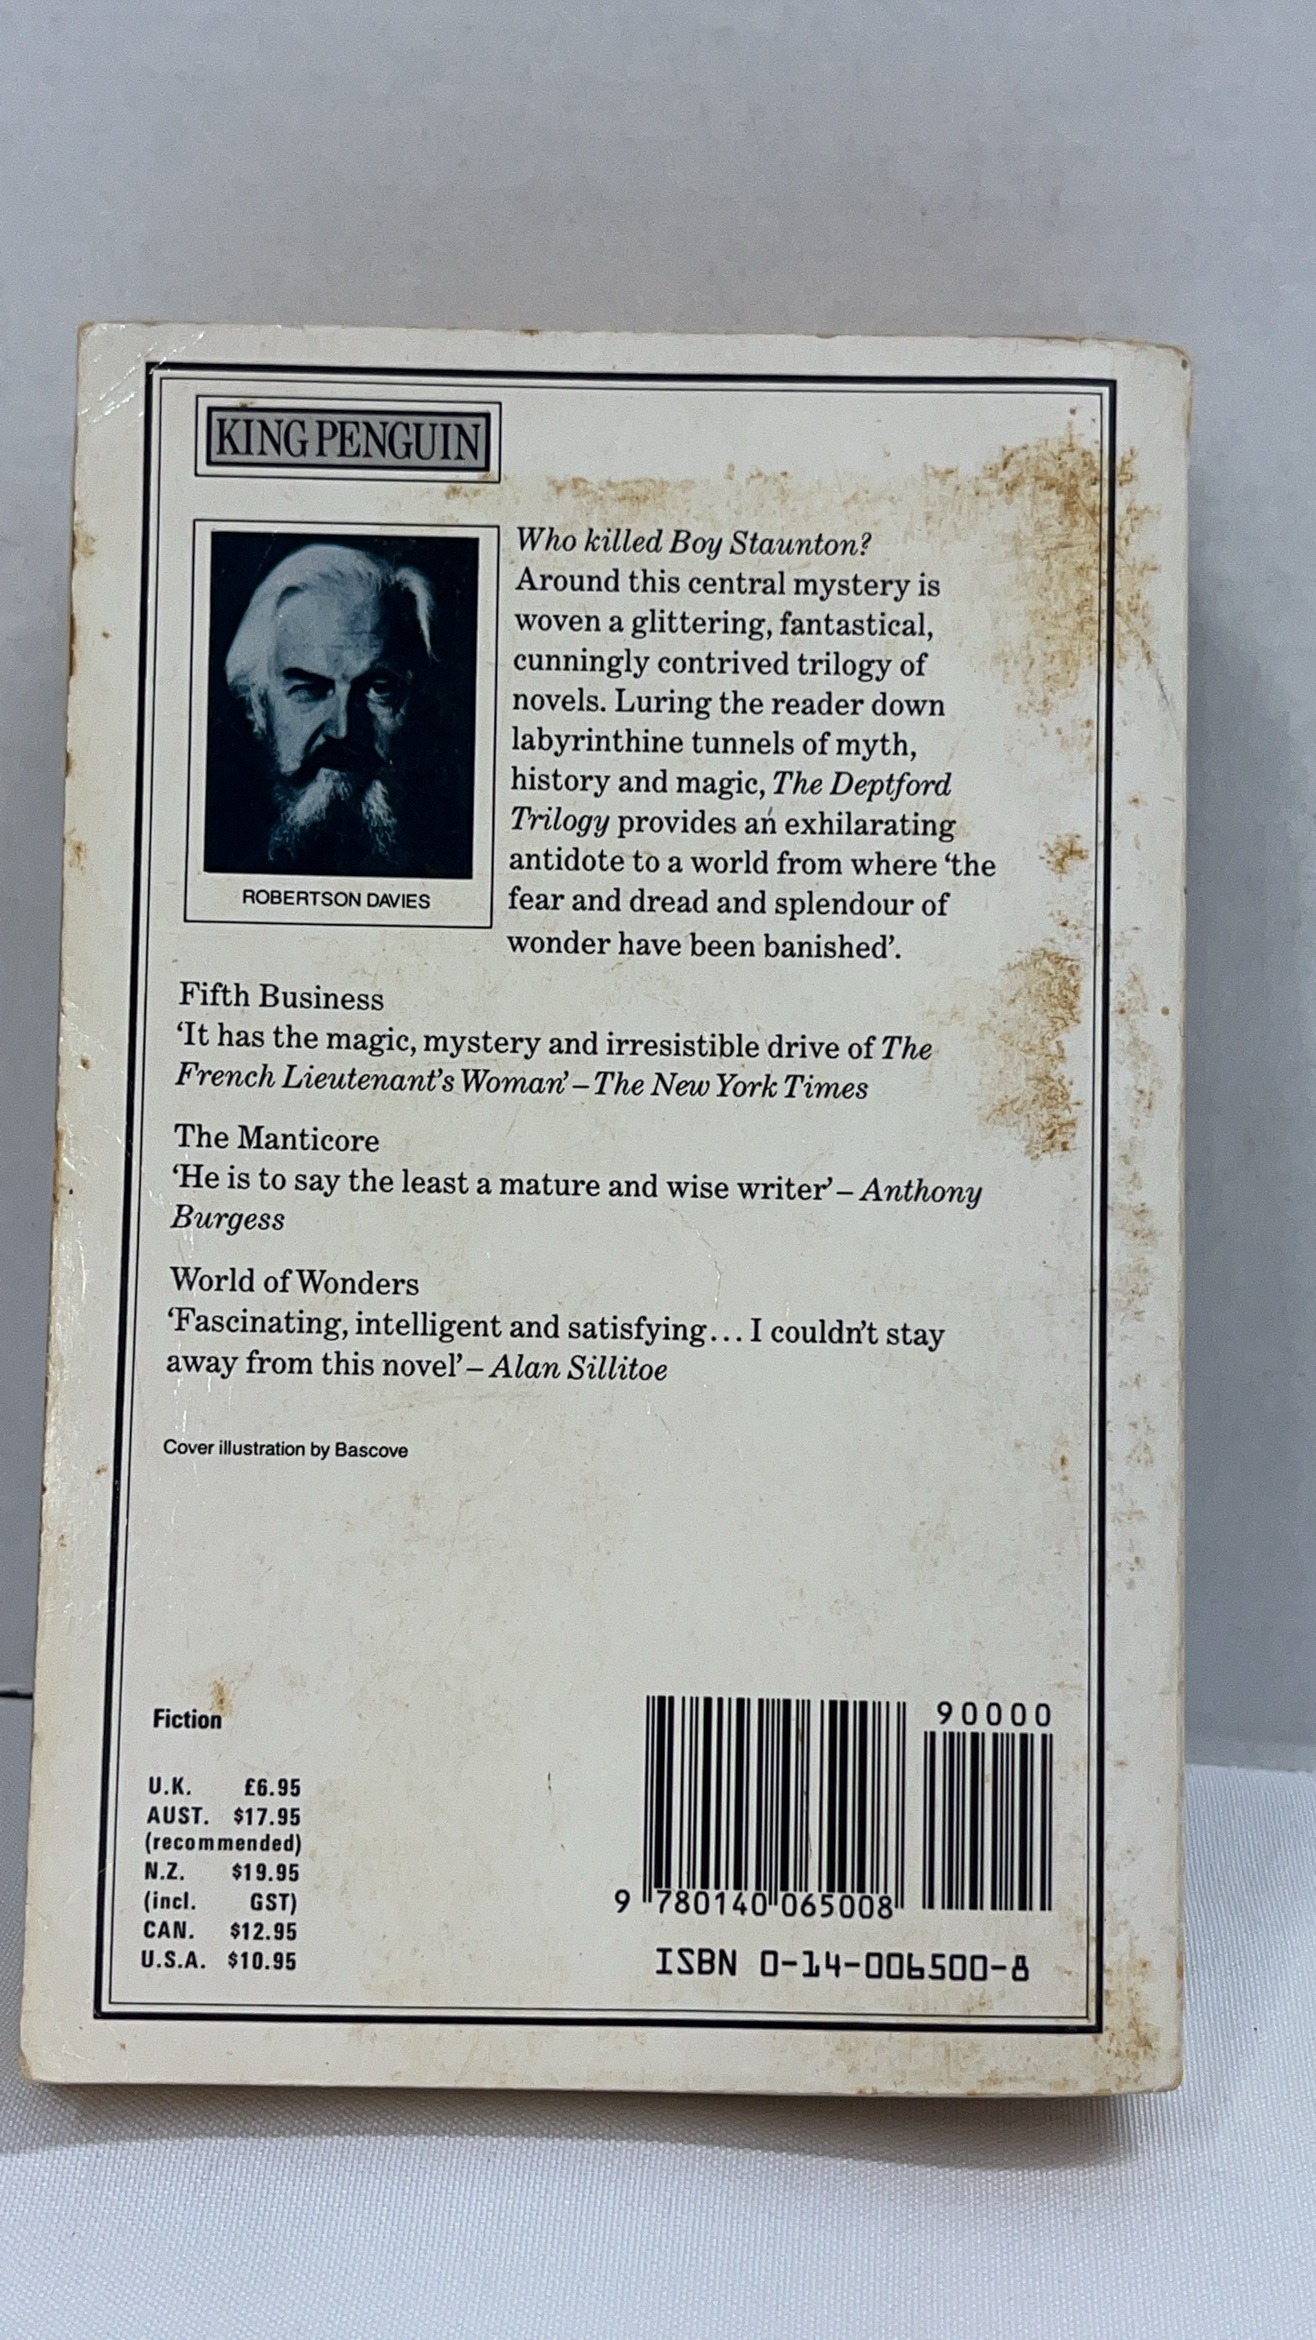 KING PENGUIN
ROBERTSON DAVIES
Who killed Boy Staunton?
Around this central mystery is
woven a glittering, fantastical,
cunningly contrived trilogy of
novels. Luring the reader down
labyrinthine tunnels of myth,
history and magic, The Deptford
Trilogy provides an exhilarating
antidote to a world from where ‘the
fear and dread and splendour of
wonder have been banished’.
Fifth Business
‘It has the magic, mystery and irresistible drive of The
French Lieutenant’s Woman’ – The New York Times
The Manticore
‘He is to say the least a mature and wise writer’ – Anthony
Burgess
World of Wonders
‘Fascinating, intelligent and satisfying... I couldn’t stay
away from this novel’ – Alan Sillitoe
Cover illustration by Bascove
Fiction
U.K. £6.95
AUST. $17.95
(recommended)
N.Z. $19.95
(incl. GST)
CAN. $12.95
U.S.A. $10.95
90000
9 780140 065008
ISBN 0-14-006500-8